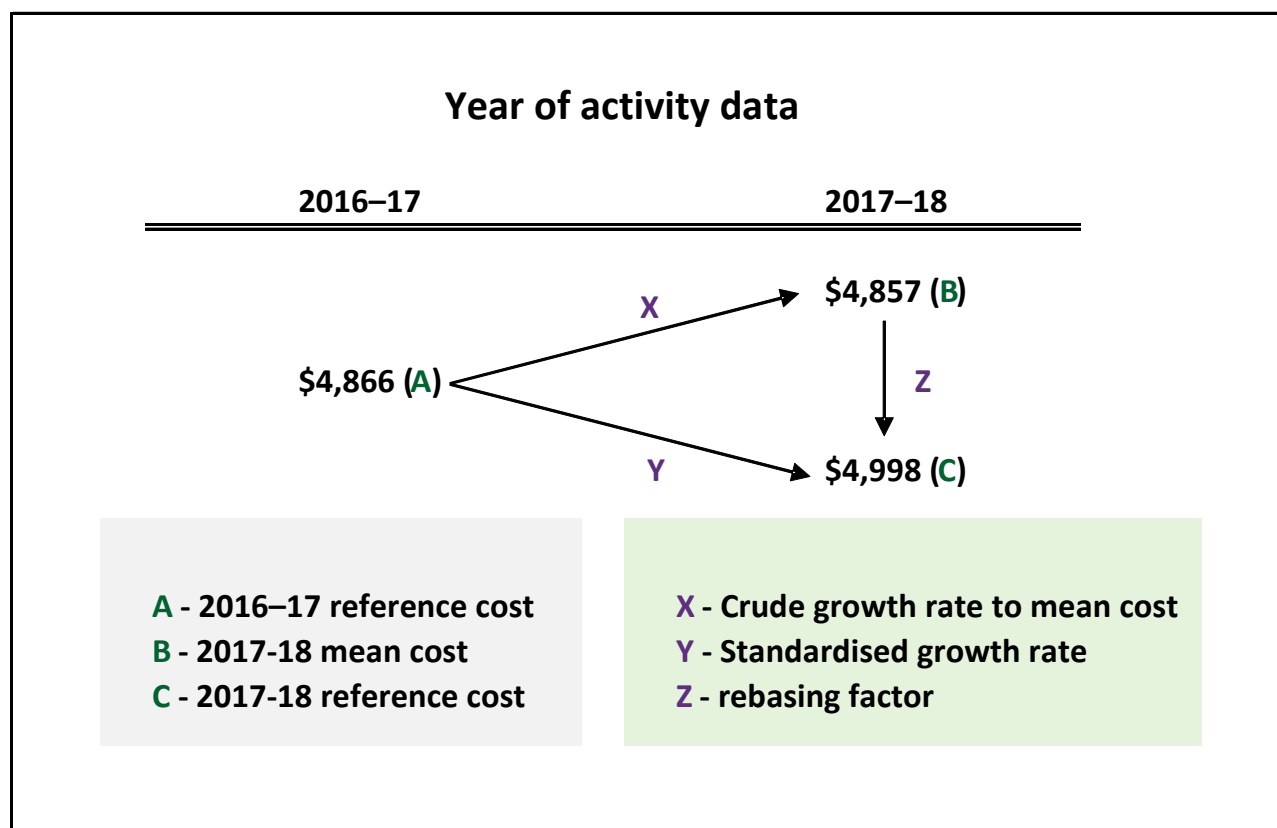 Year of activity data
2016–17 2017–18
$4,857 (B)
X
$4,866 (A) Z
Y $4,998 (C)
A - 2016–17 reference cost
B - 2017-18 mean cost
C - 2017-18 reference cost
X - Crude growth rate to mean cost
Y - Standardised growth rate
Z - rebasing factor